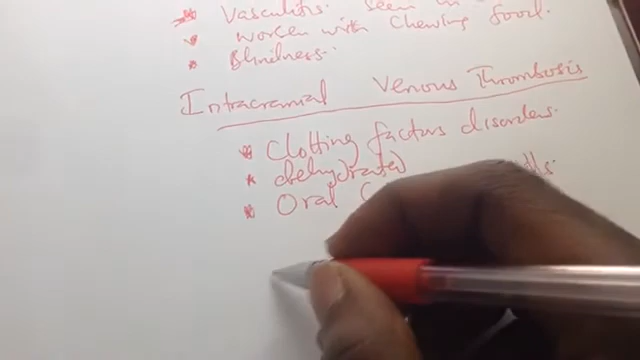 * Vasculitis. seen in
* worsen with chewing food.
* Blindness.
Intracranial Venous Thrombosis
* Clotting factors disorders.
* dehydrated
* Oral